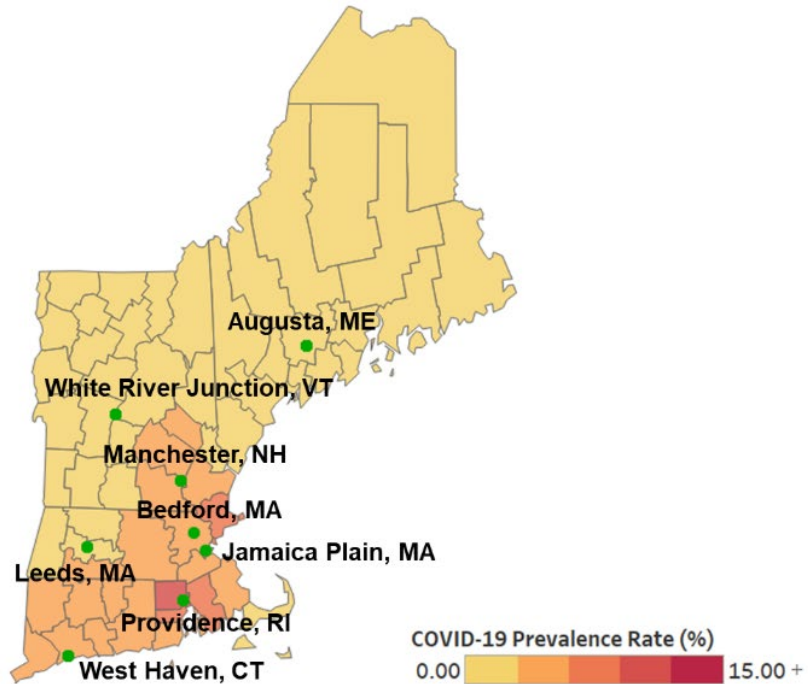 Augusta, ME
White River Junction, VT
Manchester, NH
Bedford, MA
Jamaica Plain, MA
Leeds, MA
Providence, RI
West Haven, CT
COVID-19 Prevalence Rate (%)
0.00 15.00 +